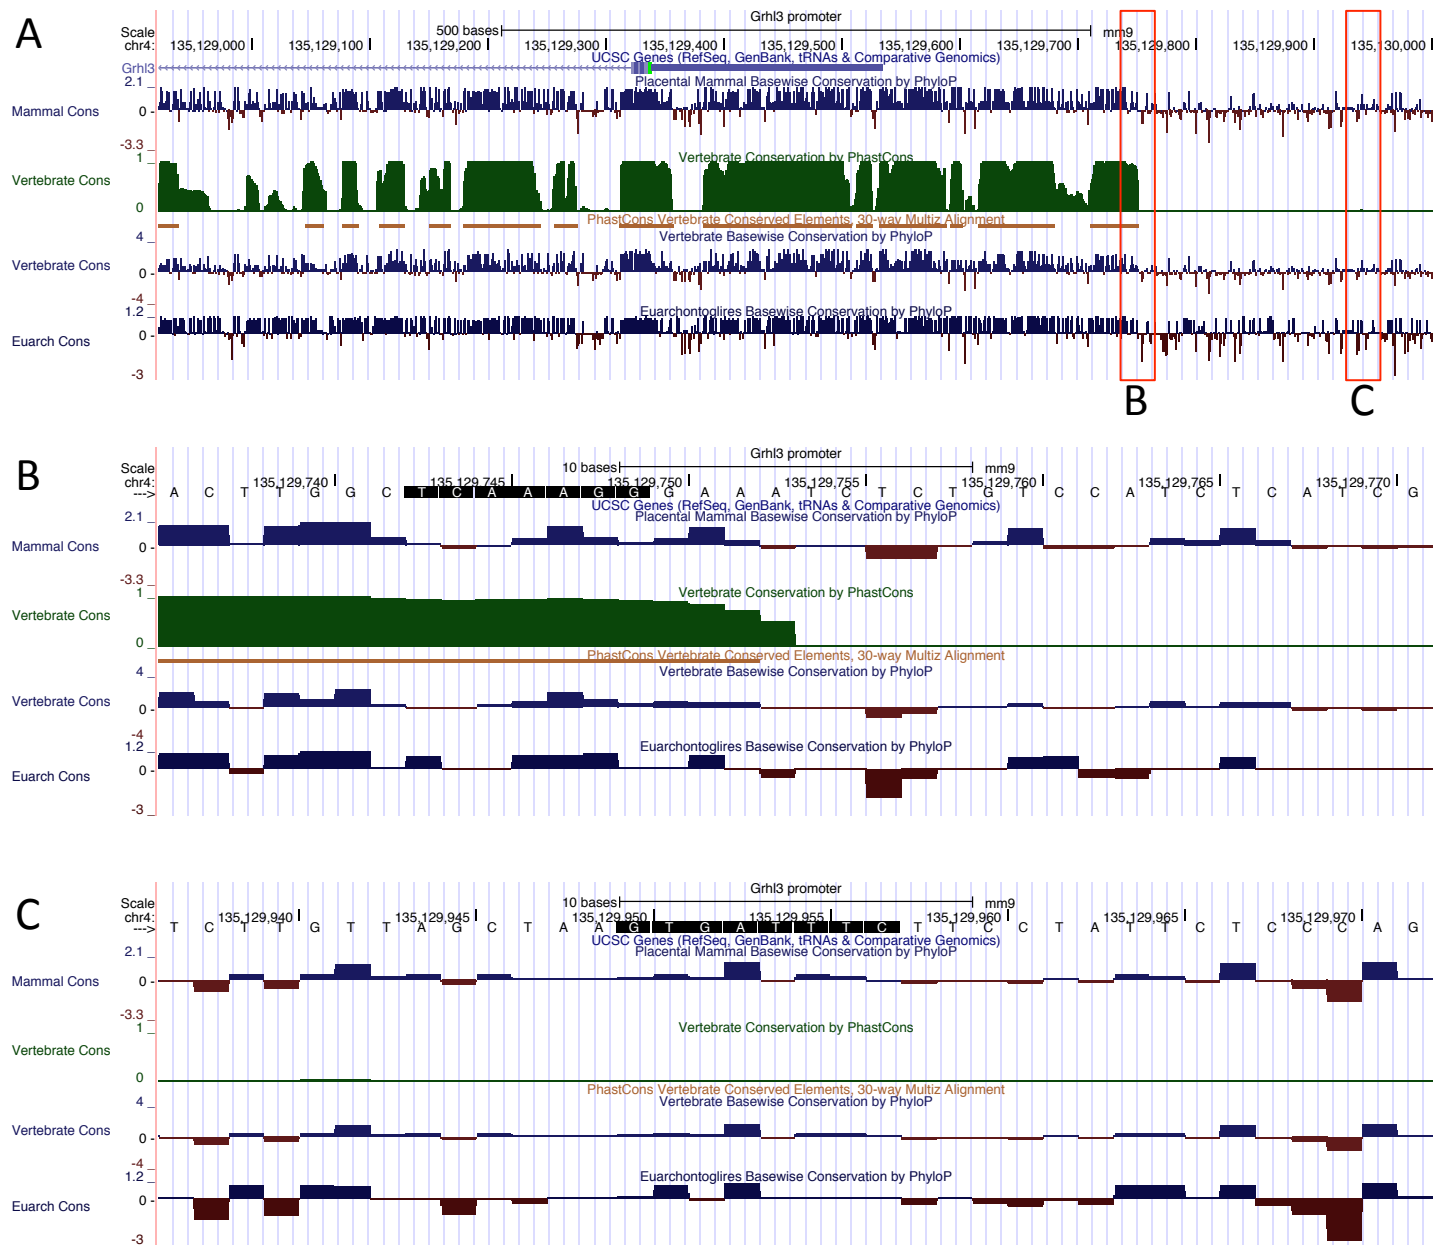 A
Grhl3 promoter
Scale
500 bases
mm9
chr4:
135,129,000
135,129,100
135,129,200
135,129,300
135,129,400
135,129,500
135,129,600
135,129,700
135,129,800
135,129,900
135,130,000
UCSC Genes (RefSeq, GenBank, tRNAs & Comparative Genomics)
Grhl3
Placental Mammal Basewise Conservation by PhyloP
2.1 _
Mammal Cons
0 -
-3.3 _
Vertebrate Conservation by PhastCons
1 _
Vertebrate Cons
0 _
PhastCons Vertebrate Conserved Elements, 30-way Multiz Alignment
Vertebrate Basewise Conservation by PhyloP
4 _
Vertebrate Cons
0 -
-4 _
Euarchontoglires Basewise Conservation by PhyloP
1.2 _
Euarch Cons
0 -
-3 _
B
C
B
Grhl3 promoter
Scale
10 bases
mm9
chr4:
135,129,740
135,129,745
135,129,750
135,129,755
135,129,760
135,129,765
135,129,770
---> A C T T G G C T C A A A G G G A A A T C T C T G T C C A T C T C A T C G
UCSC Genes (RefSeq, GenBank, tRNAs & Comparative Genomics)
Placental Mammal Basewise Conservation by PhyloP
2.1 _
Mammal Cons
0 -
-3.3 _
Vertebrate Conservation by PhastCons
1 _
Vertebrate Cons
0 _
PhastCons Vertebrate Conserved Elements, 30-way Multiz Alignment
Vertebrate Basewise Conservation by PhyloP
4 _
Vertebrate Cons
0 -
-4 _
Euarchontoglires Basewise Conservation by PhyloP
1.2 _
Euarch Cons
0 -
-3 _
C
Grhl3 promoter
Scale
10 bases
mm9
chr4:
135,129,940
135,129,945
135,129,950
135,129,955
135,129,960
135,129,965
135,129,970
---> T C T T G T T A G C T A A G T G A T T T C T T C C T A T T C T C C C A G
UCSC Genes (RefSeq, GenBank, tRNAs & Comparative Genomics)
Placental Mammal Basewise Conservation by PhyloP
2.1 _
Mammal Cons
0 -
-3.3 _
Vertebrate Conservation by PhastCons
1 _
Vertebrate Cons
0 _
PhastCons Vertebrate Conserved Elements, 30-way Multiz Alignment
Vertebrate Basewise Conservation by PhyloP
4 _
Vertebrate Cons
0 -
-4 _
Euarchontoglires Basewise Conservation by PhyloP
1.2 _
Euarch Cons
0 -
-3 _